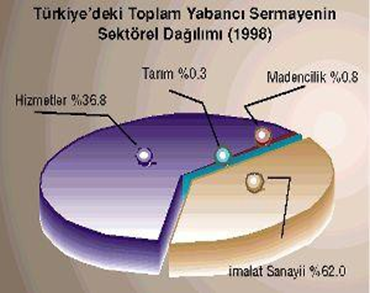 Türkiye'deki Toplam Yabancı Sermayenin
Sektörel Dağılımı (1998)
Tarım %0.3
Madencilik %0.8
Hizmetler %36.8
imalat Sanayii %62.0